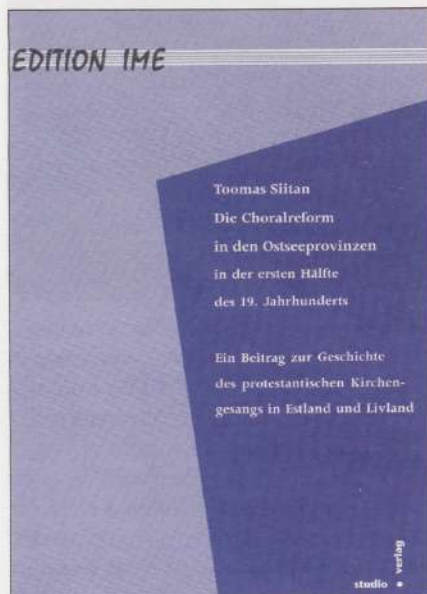 EDITION IME
Toomas Siitan
Die Choralreform
in den Ostseeprovinzen
in der ersten Hälfte
des 19. Jahrhunderts
Ein Beitrag zur Geschichte
des protestantischen Kirchen-
gesangs in Estland und Livland
studio • verlag